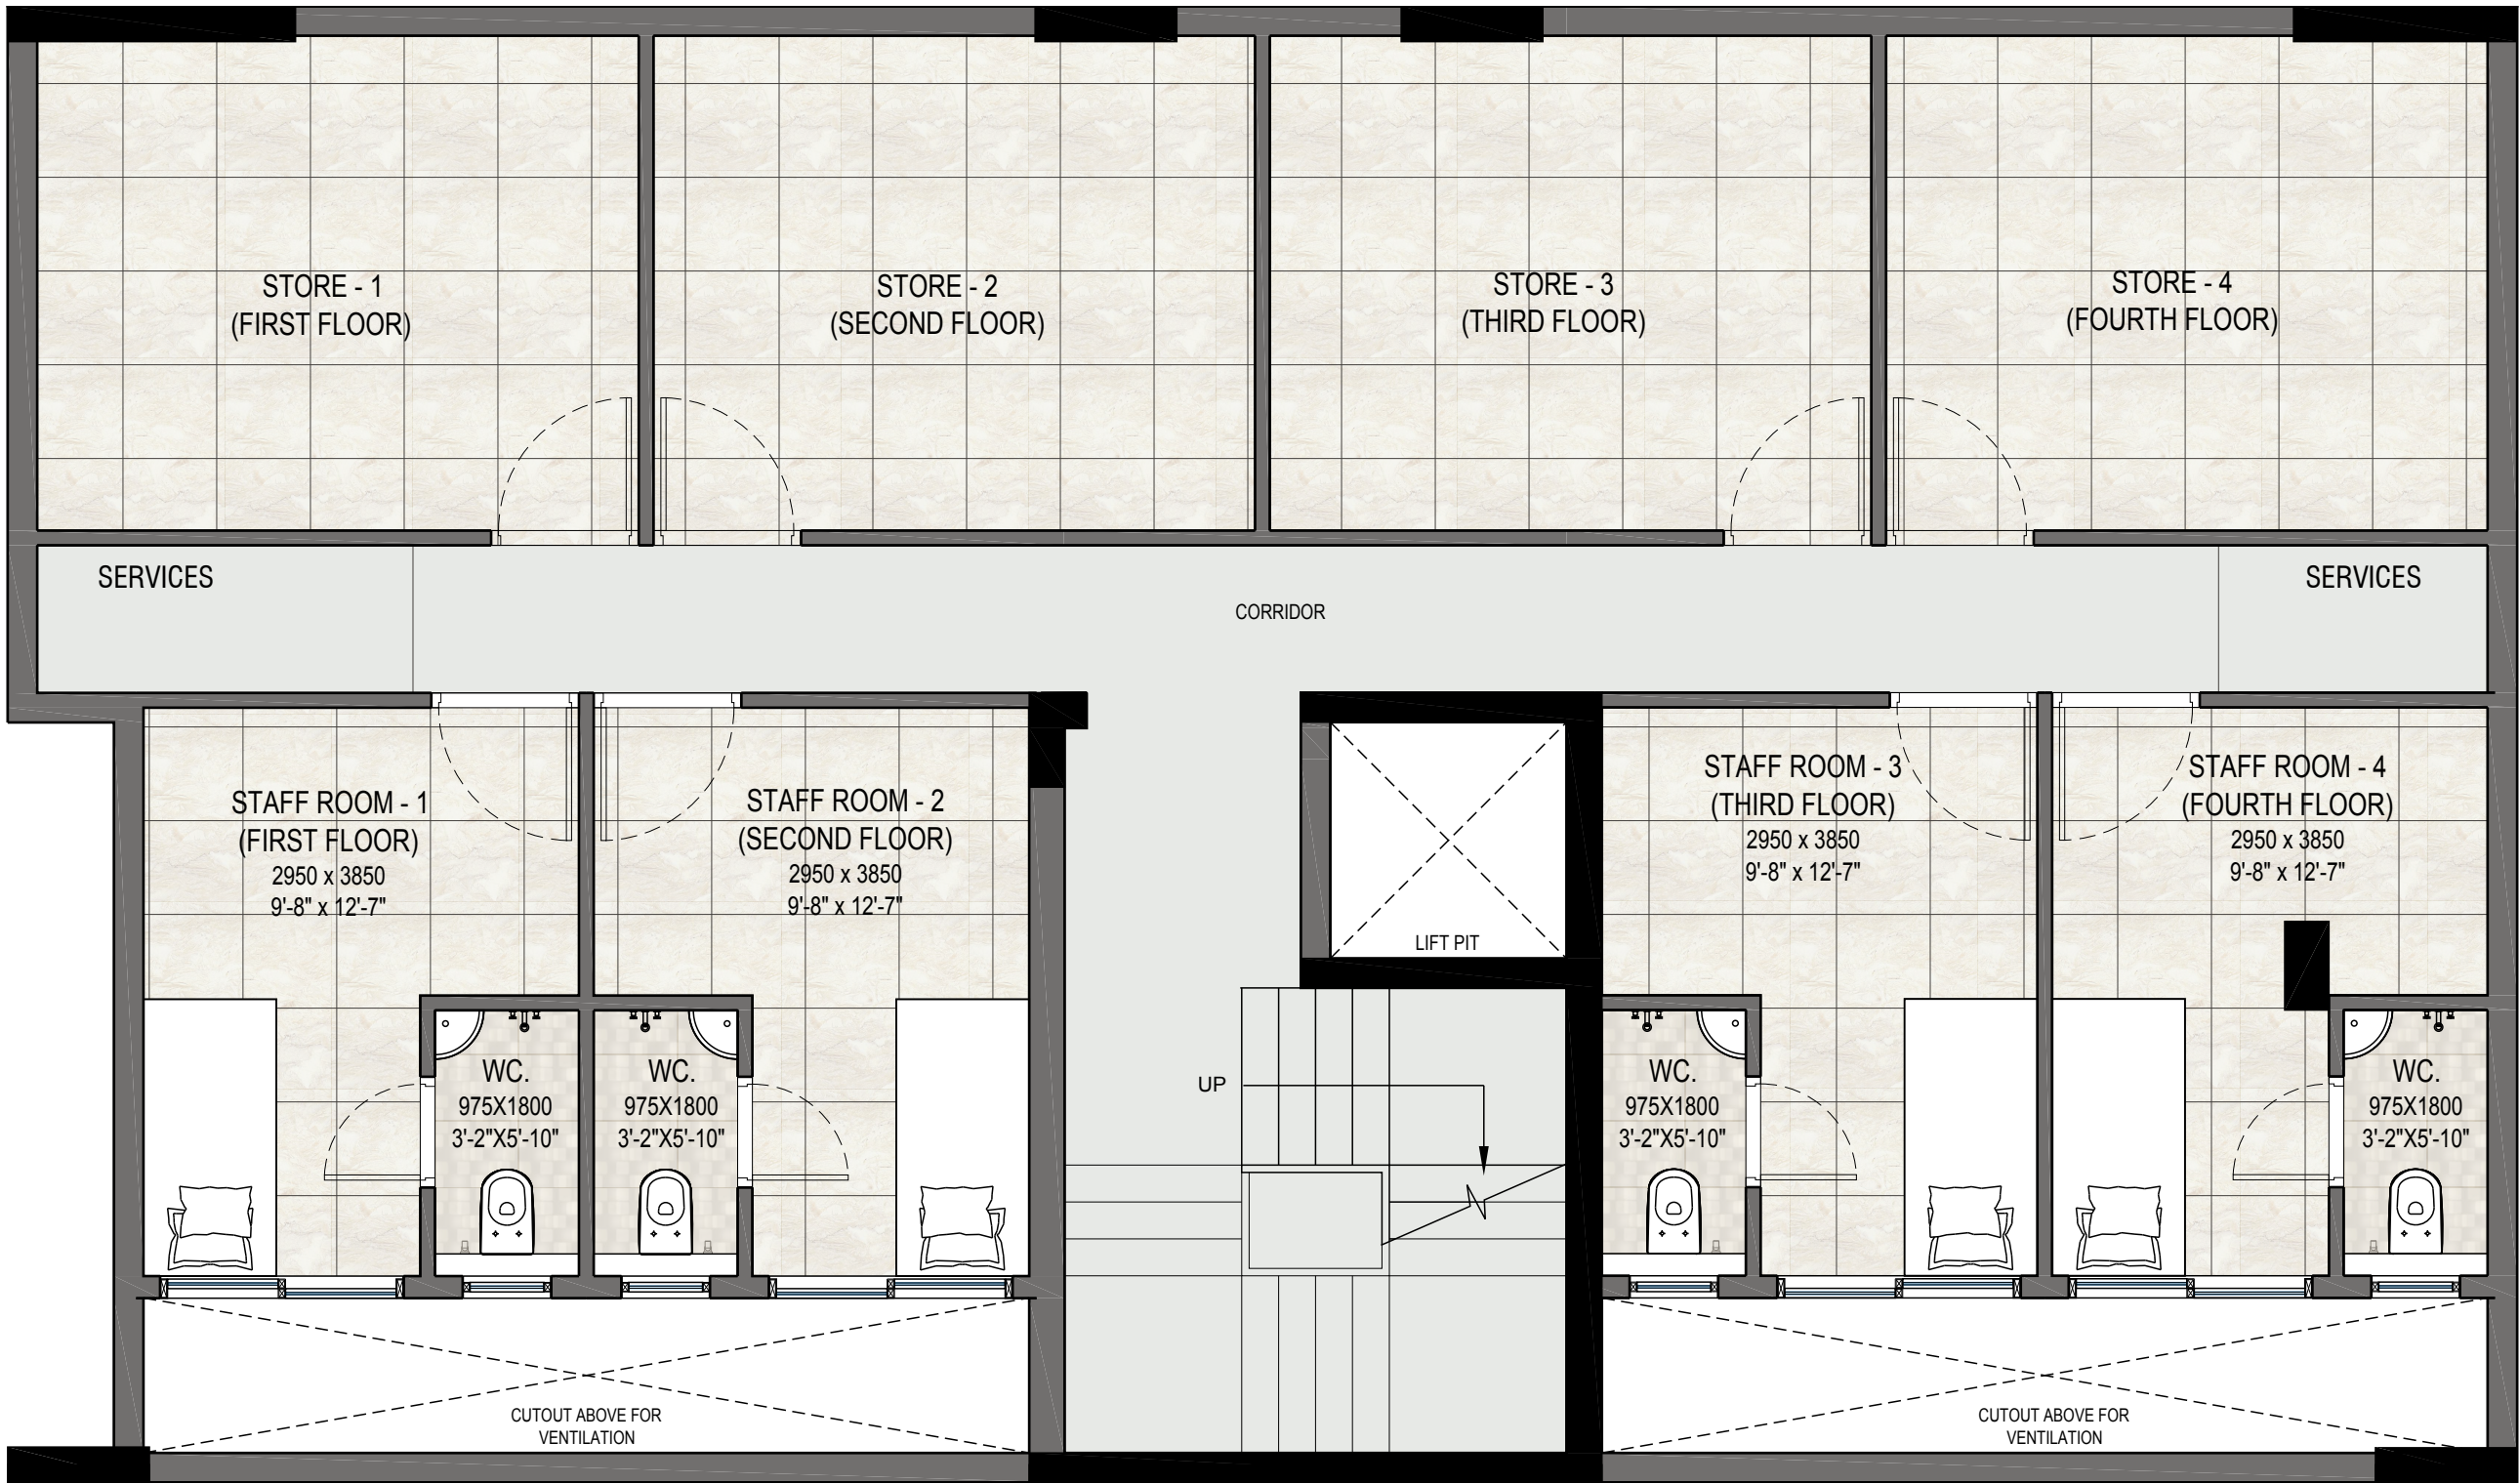 STORE - 1
(FIRST FLOOR)
STORE - 2
(SECOND FLOOR)
STORE - 3
(THIRD FLOOR)
STORE - 4
(FOURTH FLOOR)
SERVICES
CORRIDOR
SERVICES
STAFF ROOM - 1
(FIRST FLOOR)
2950 x 3850
9'-8" x 12'-7"
STAFF ROOM - 2
(SECOND FLOOR)
2950 x 3850
9'-8" x 12'-7"
LIFT PIT
STAFF ROOM - 3
(THIRD FLOOR)
2950 x 3850
9'-8" x 12'-7"
STAFF ROOM - 4
(FOURTH FLOOR)
2950 x 3850
9'-8" x 12'-7"
WC.
975X1800
3'-2"X5'-10"
WC.
975X1800
3'-2"X5'-10"
UP
WC.
975X1800
3'-2"X5'-10"
WC.
975X1800
3'-2"X5'-10"
CUTOUT ABOVE FOR
VENTILATION
CUTOUT ABOVE FOR
VENTILATION